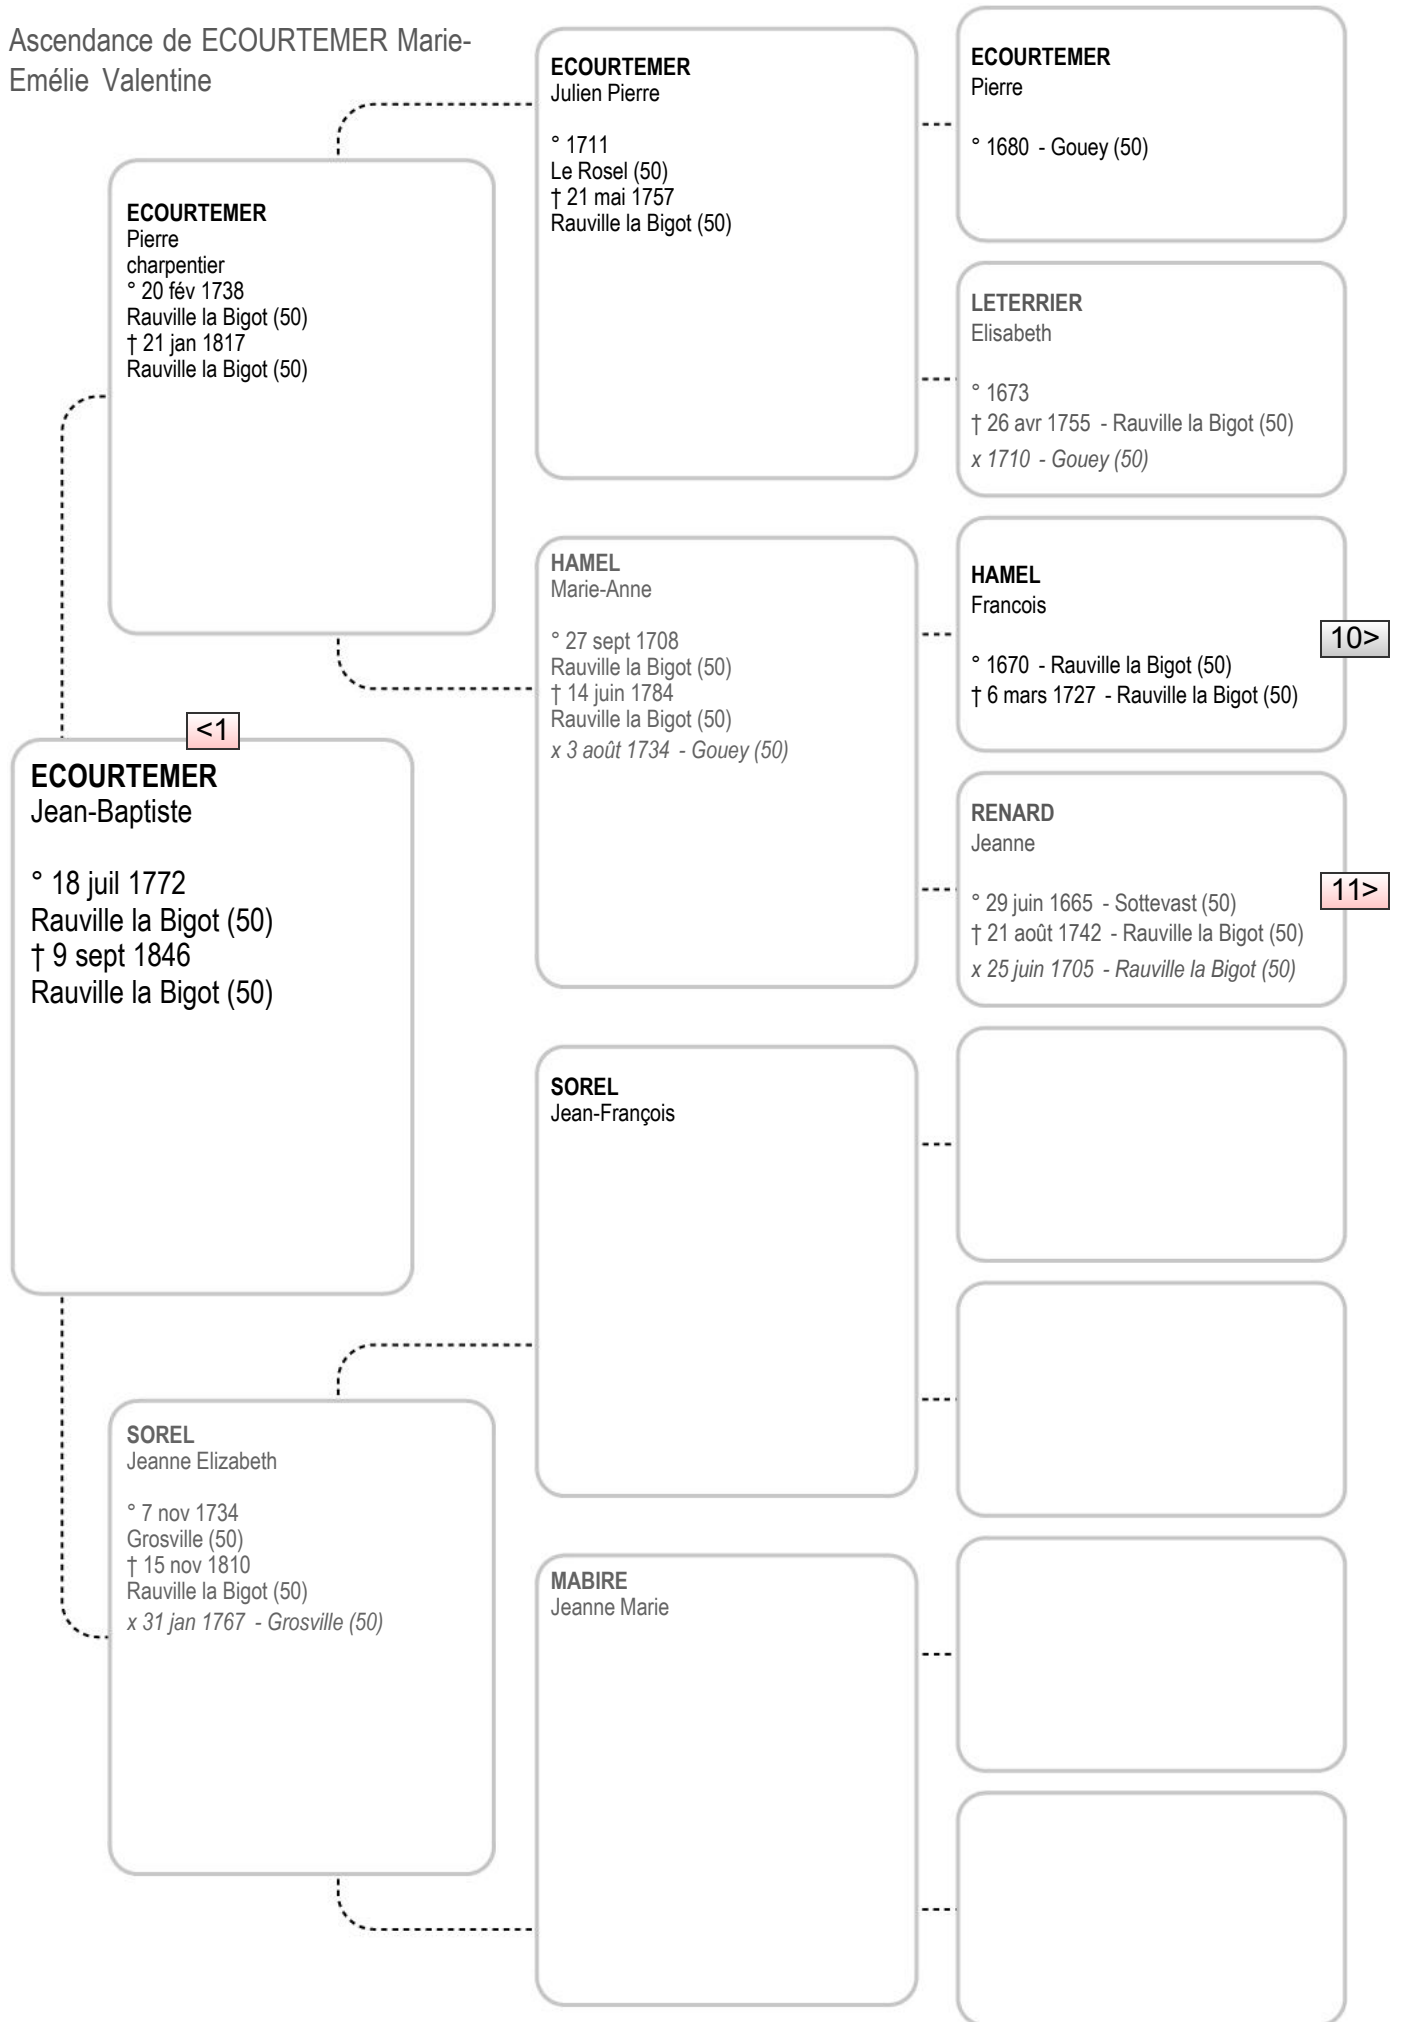 Ascendance de ECOURTEMER Marie-
Emélie Valentine
ECOURTEMER
Jean-Baptiste
° 18 juil 1772
Rauville la Bigot (50)
† 9 sept 1846
Rauville la Bigot (50)
<1
ECOURTEMER
Pierre
charpentier
° 20 fév 1738
Rauville la Bigot (50)
† 21 jan 1817
Rauville la Bigot (50)
SOREL
Jeanne Elizabeth
° 7 nov 1734
Grosville (50)
† 15 nov 1810
Rauville la Bigot (50)
x 31 jan 1767 - Grosville (50)
ECOURTEMER
Julien Pierre
° 1711
Le Rosel (50)
† 21 mai 1757
Rauville la Bigot (50)
HAMEL
Marie-Anne
° 27 sept 1708
Rauville la Bigot (50)
† 14 juin 1784
Rauville la Bigot (50)
x 3 août 1734 - Gouey (50)
SOREL
Jean-François
MABIRE
Jeanne Marie
ECOURTEMER
Pierre
° 1680 - Gouey (50)
LETERRIER
Elisabeth
° 1673
† 26 avr 1755 - Rauville la Bigot (50)
x 1710 - Gouey (50)
HAMEL
Francois
° 1670 - Rauville la Bigot (50)
† 6 mars 1727 - Rauville la Bigot (50)
10>
RENARD
Jeanne
° 29 juin 1665 - Sottevast (50)
† 21 août 1742 - Rauville la Bigot (50)
x 25 juin 1705 - Rauville la Bigot (50)
11>